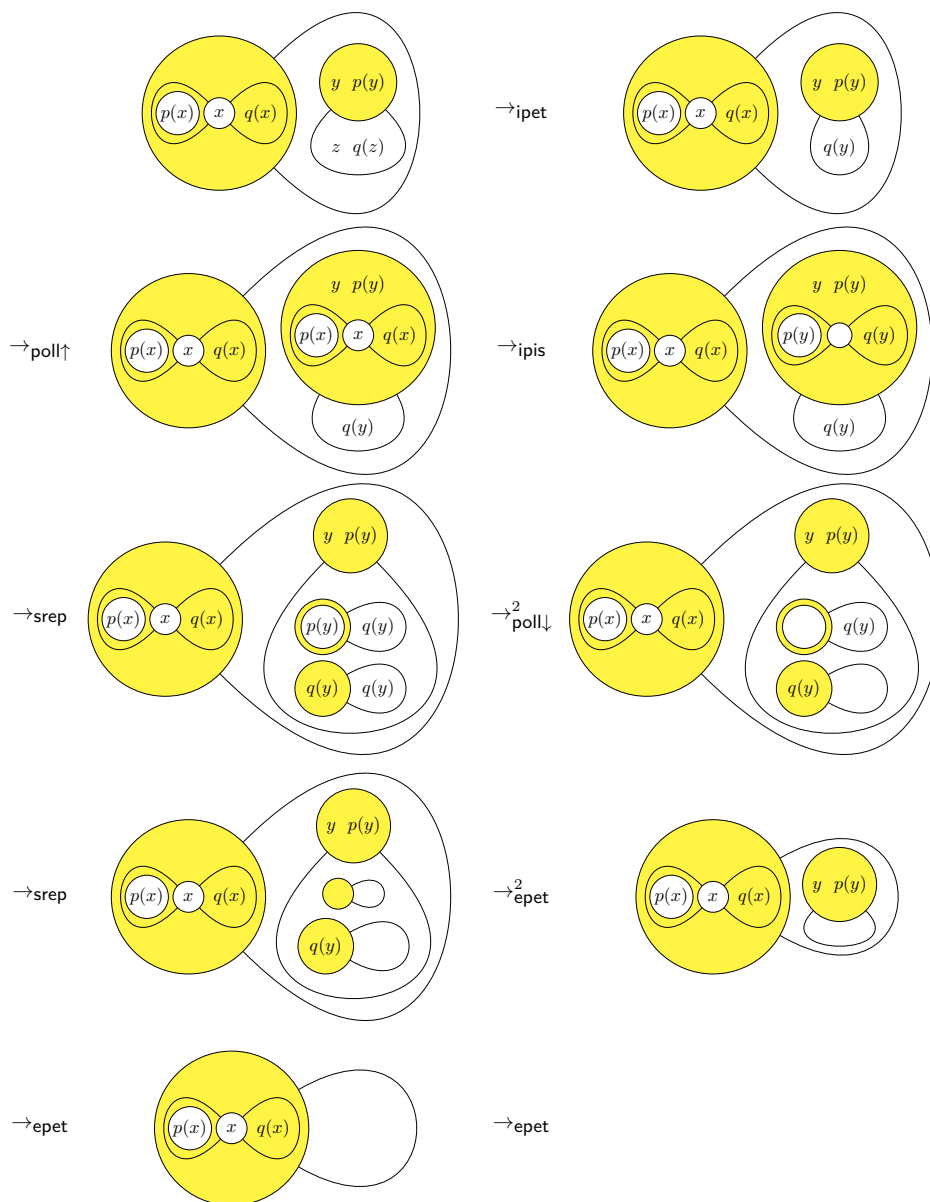 p(x) x q(x) y p(y) z q(z) →ipet p(x) x q(x) y p(y) q(y)
→poll↑ p(x) x q(x) y p(y) p(x) x q(x) q(y) →ipis p(x) x q(x) y p(y) p(y) q(y) q(y)
→srep p(x) x q(x) y p(y) p(y) q(y) q(y) q(y) →²poll↓ p(x) x q(x) y p(y) q(y) q(y)
→srep p(x) x q(x) y p(y) q(y) →²epet p(x) x q(x) y p(y)
→epet p(x) x q(x) →epet